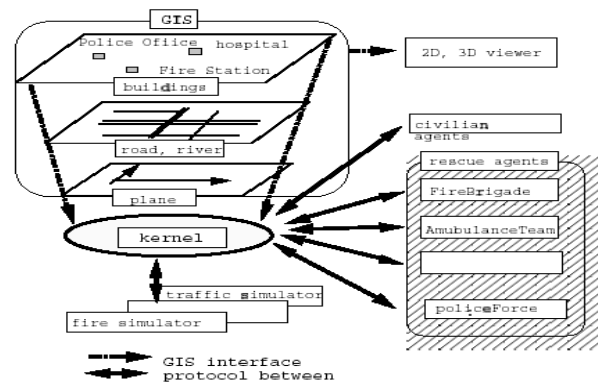 GIS
Police Office hospital
Fire Station
buildings
road, river
plane
kernel
traffic simulator
fire simulator
GIS interface
protocol between
2D, 3D viewer
civilian
agents
rescue agents
FireBrigade
AmubulanceTeam
policeForce